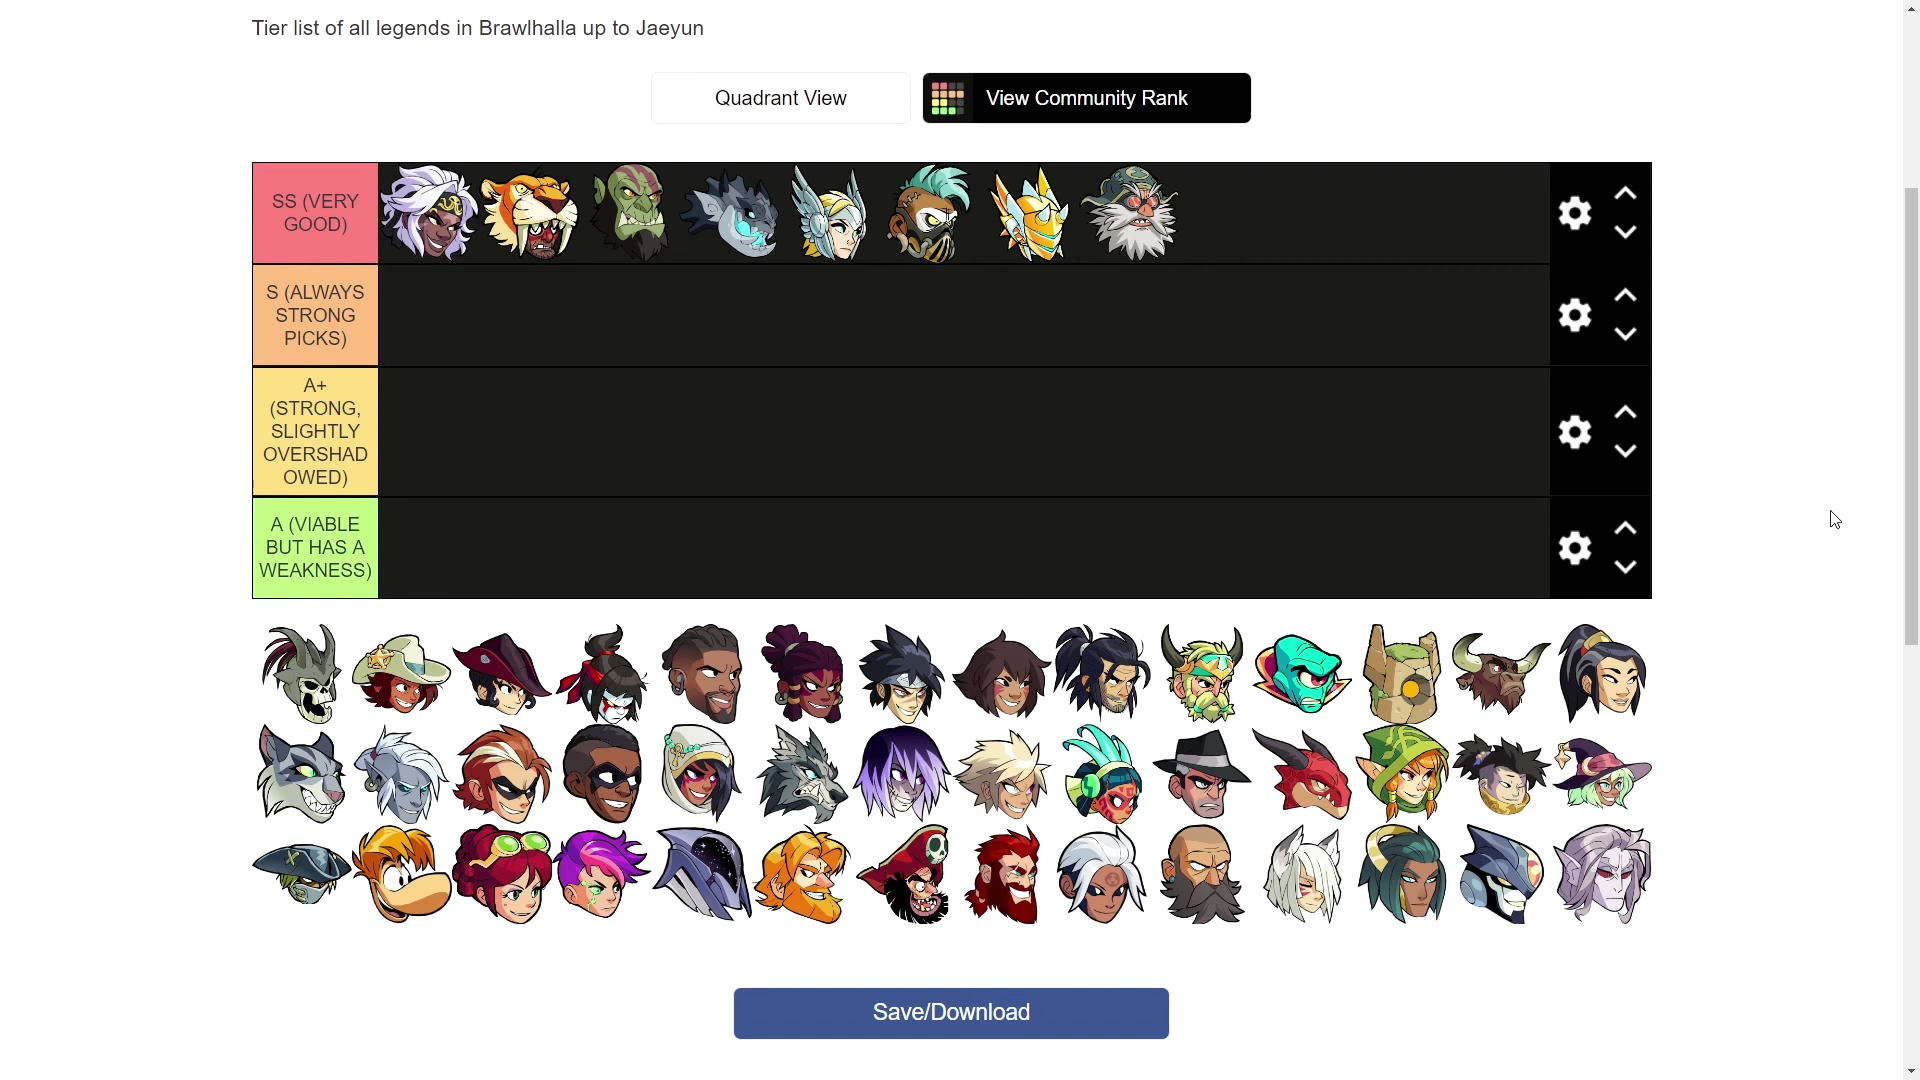 Tier list of all legends in Brawlhalla up to Jaeyun
Quadrant View
View Community Rank
SS (VERY
GOOD)
S (ALWAYS
STRONG
PICKS)
A+
(STRONG,
SLIGHTLY
OVERSHAD
OWED)
A (VIABLE
BUT HAS A
WEAKNESS)
Save/Download